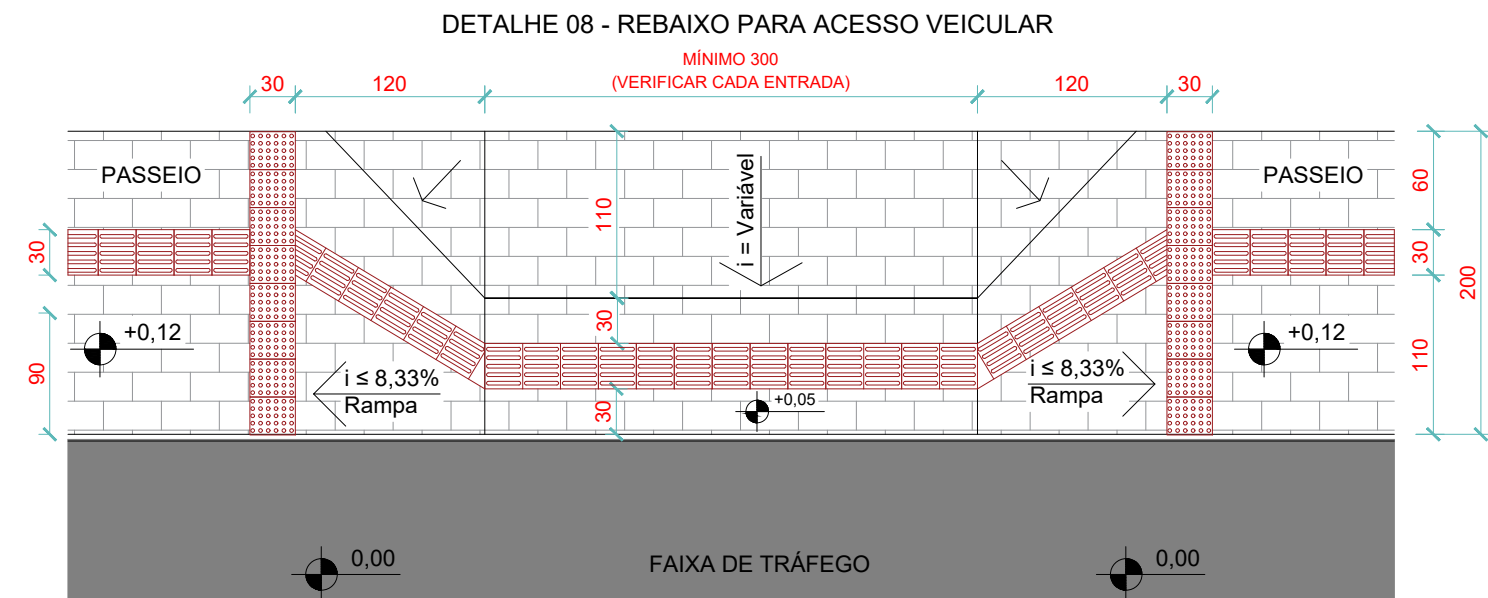 DETALHE 08 - REBAIXO PARA ACESSO VEICULAR
MÍNIMO 300
(VERIFICAR CADA ENTRADA)
30
120
120
30
PASSEIO
PASSEIO
i = Variável
110
60
30
30
30
200
+0,12
+0,12
90
110
i ≤ 8,33%
Rampa
i ≤ 8,33%
Rampa
30
+0,05
0,00
FAIXA DE TRÁFEGO
0,00